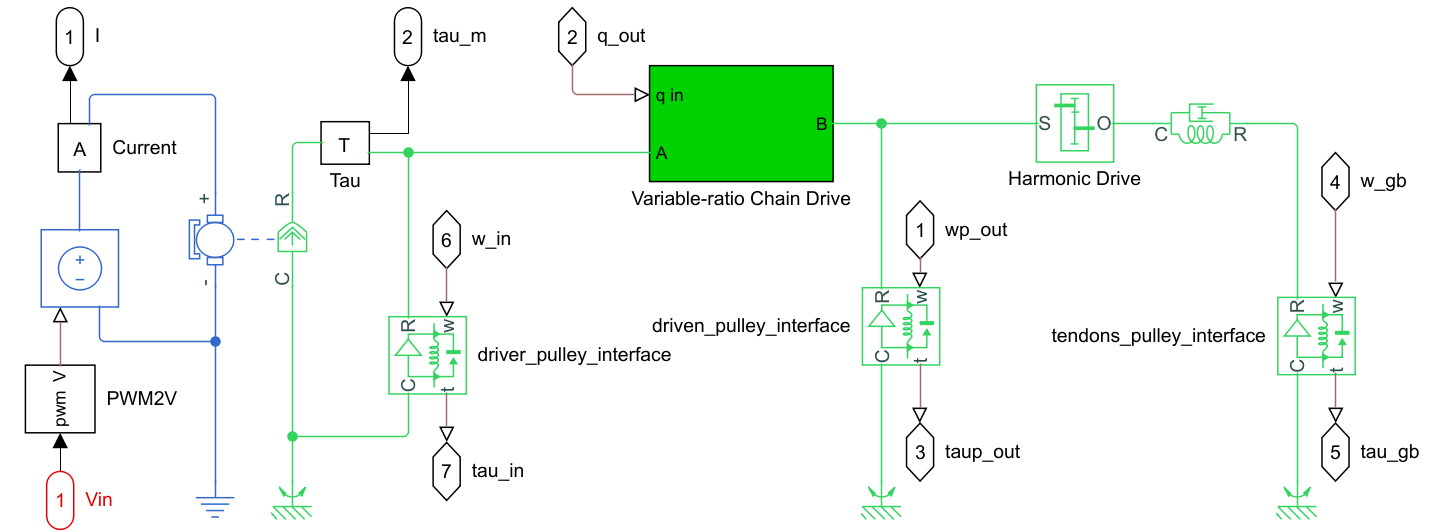 1 I
2 tau_m
2 q_out
q in
A
B
Variable-ratio Chain Drive
A Current
T
Tau
S O
Harmonic Drive
C R
4 w_gb
+
R
C
-
+
−
6 w_in
1 wp_out
R w
C t
driver_pulley_interface
R w
C t
driven_pulley_interface
R w
C t
tendons_pulley_interface
pwm V
PWM2V
7 tau_in
3 taup_out
5 tau_gb
1 Vin